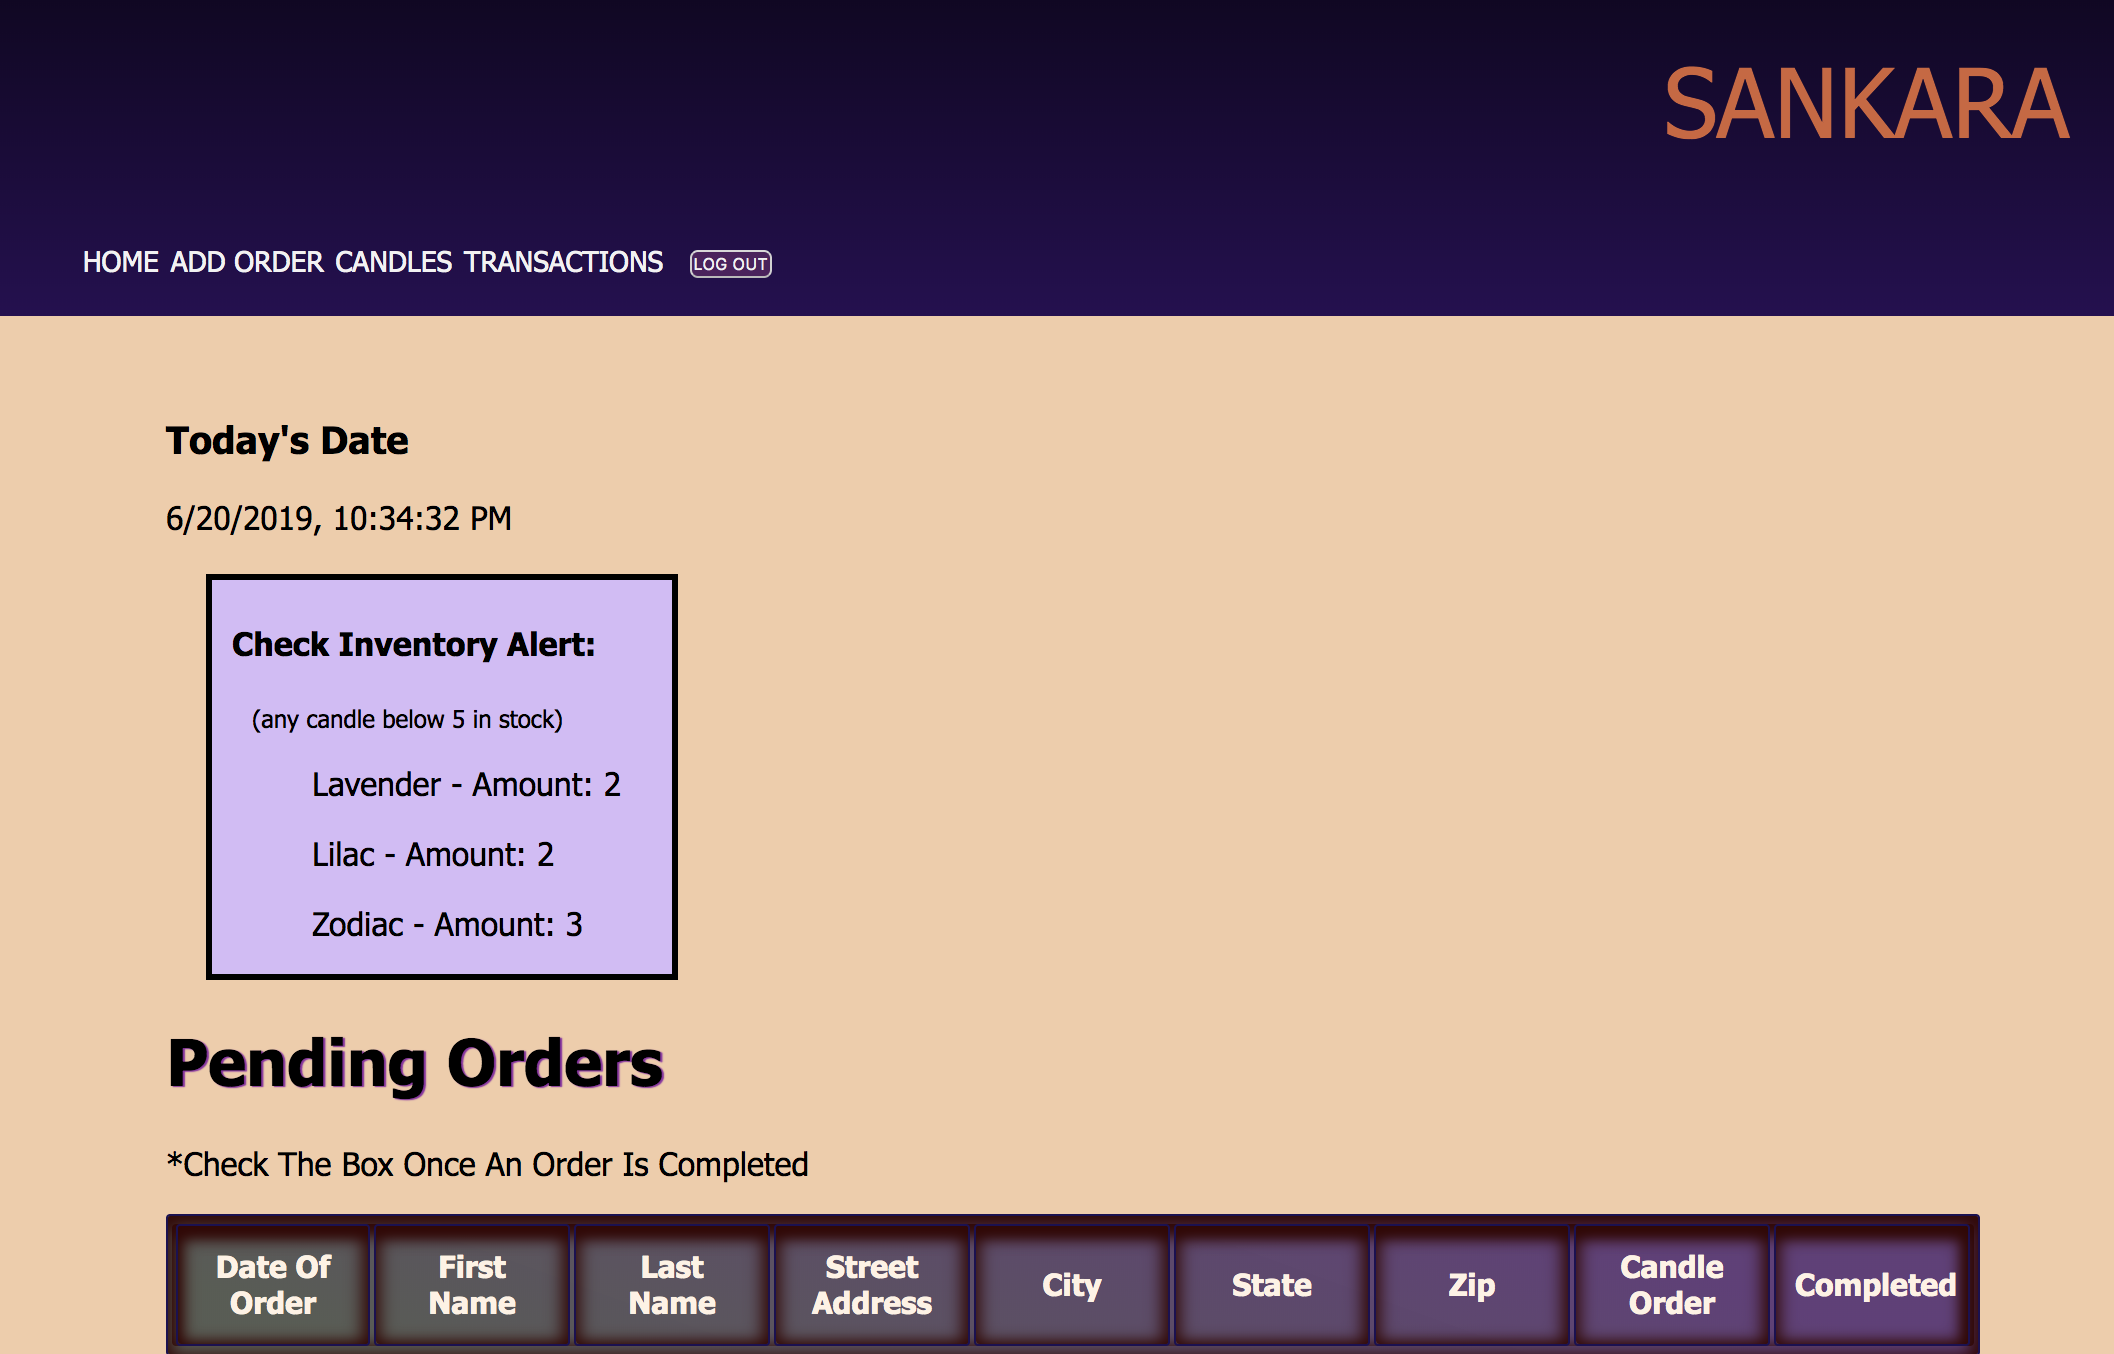 SANKARA
HOME ADD ORDER CANDLES TRANSACTIONS LOG OUT
Today's Date
6/20/2019, 10:34:32 PM
Check Inventory Alert:
(any candle below 5 in stock)
Lavender - Amount: 2
Lilac - Amount: 2
Zodiac - Amount: 3
Pending Orders
*Check The Box Once An Order Is Completed
Date Of Order
First Name
Last Name
Street Address
City
State
Zip
Candle Order
Completed